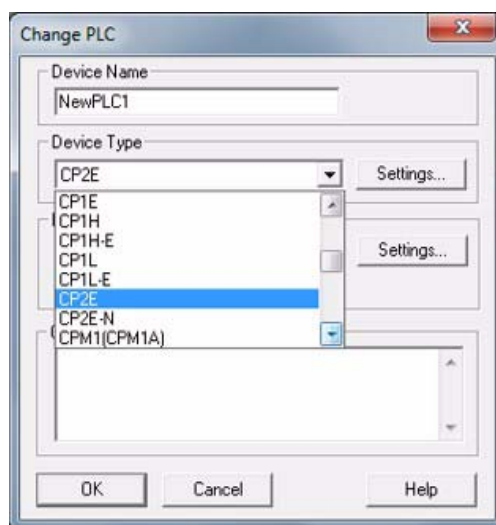 Change PLC
Device Name
NewPLC1
Device Type
CP2E
Settings...
CP1E
CP1H
CP1H-E
CP1L
Settings...
CP1L-E
CP2E
CP2E-N
CPM1(CPM1A)
OK Cancel Help